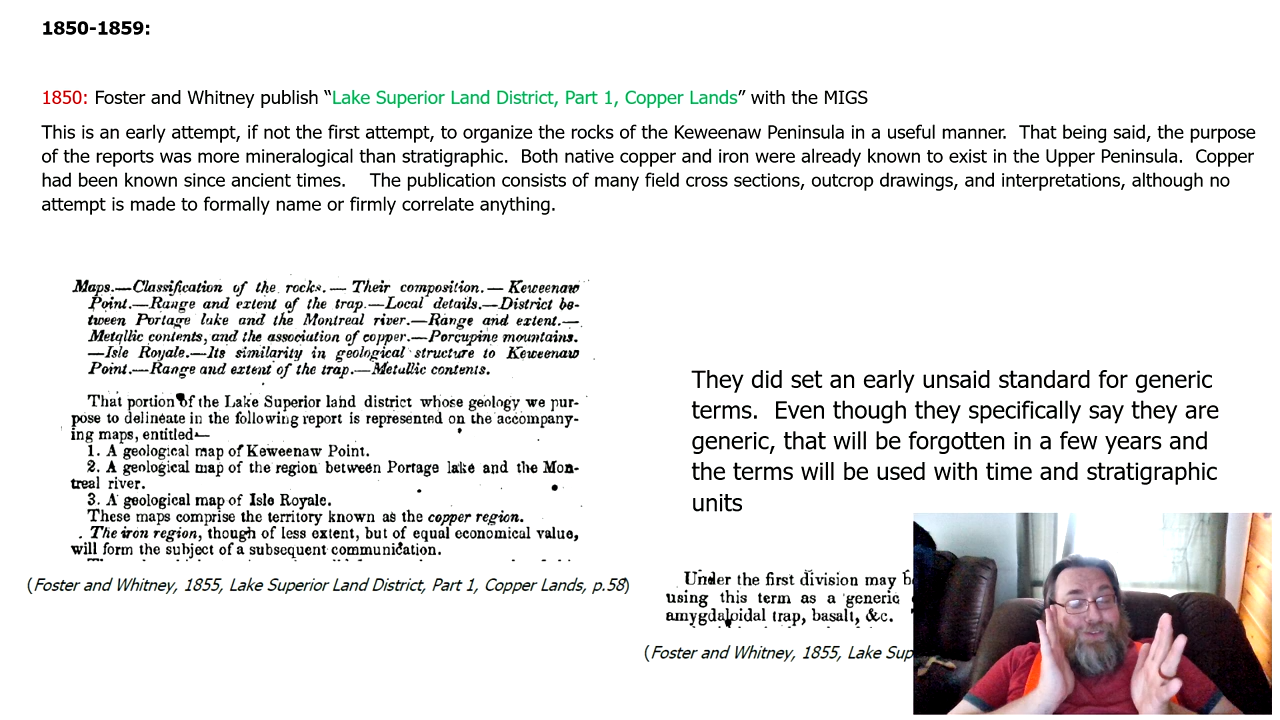 1850-1859:
1850: Foster and Whitney publish “Lake Superior Land District, Part 1, Copper Lands” with the MIGS
This is an early attempt, if not the first attempt, to organize the rocks of the Keweenaw Peninsula in a useful manner.  That being said, the purpose
of the reports was more mineralogical than stratigraphic.  Both native copper and iron were already known to exist in the Upper Peninsula.  Copper
had been known since ancient times.    The publication consists of many field cross sections, outcrop drawings, and interpretations, although no
attempt is made to formally name or firmly correlate anything.
Maps.—Classification of the rocks.— Their composition.— Keweenaw
Point.—Range and extent of the trap.—Local details.—District be-
tween Portage lake and the Montreal river.—Range and extent.—
Metallic contents, and the association of copper.—Porcupine mountains.
—Isle Royale.—Its similarity in geological structure to Keweenaw
Point.—Range and extent of the trap.—Metallic contents.
That portion of the Lake Superior land district whose geology we pur-
pose to delineate in the following report is represented on the accompany-
ing maps, entitled—
1. A geological map of Keweenaw Point.
2. A geological map of the region between Portage lake and the Mon-
treal river.
3. A geological map of Isle Royale.
These maps comprise the territory known as the copper region.
The iron region, though of less extent, but of equal economical value,
will form the subject of a subsequent communication.
(Foster and Whitney, 1855, Lake Superior Land District, Part 1, Copper Lands, p.58)
They did set an early unsaid standard for generic
terms.  Even though they specifically say they are
generic, that will be forgotten in a few years and
the terms will be used with time and stratigraphic
units
Under the first division may
using this term as a generic
amygdaloidal trap, basalt, &c.
(Foster and Whitney, 1855, Lake Sup